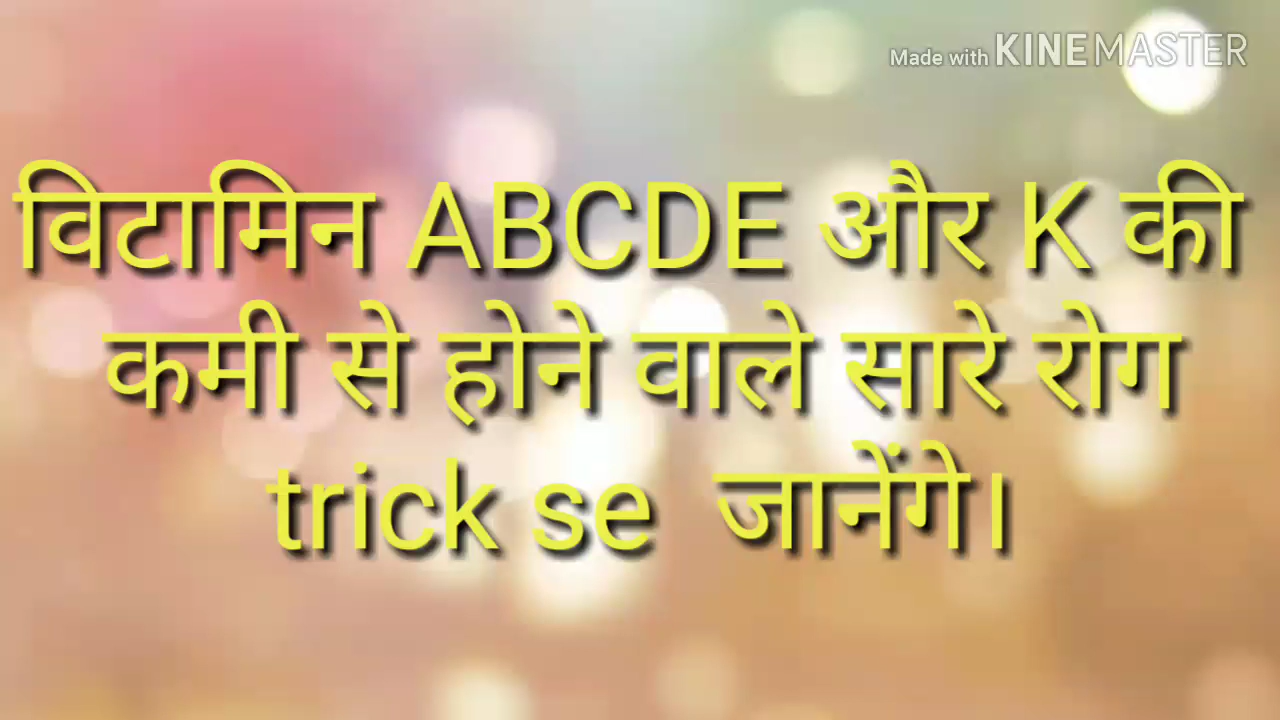 Made with KINEMASTER
विटामिन ABCDE और K की
कमी से होने वाले सारे रोग
trick se जानेंगे।